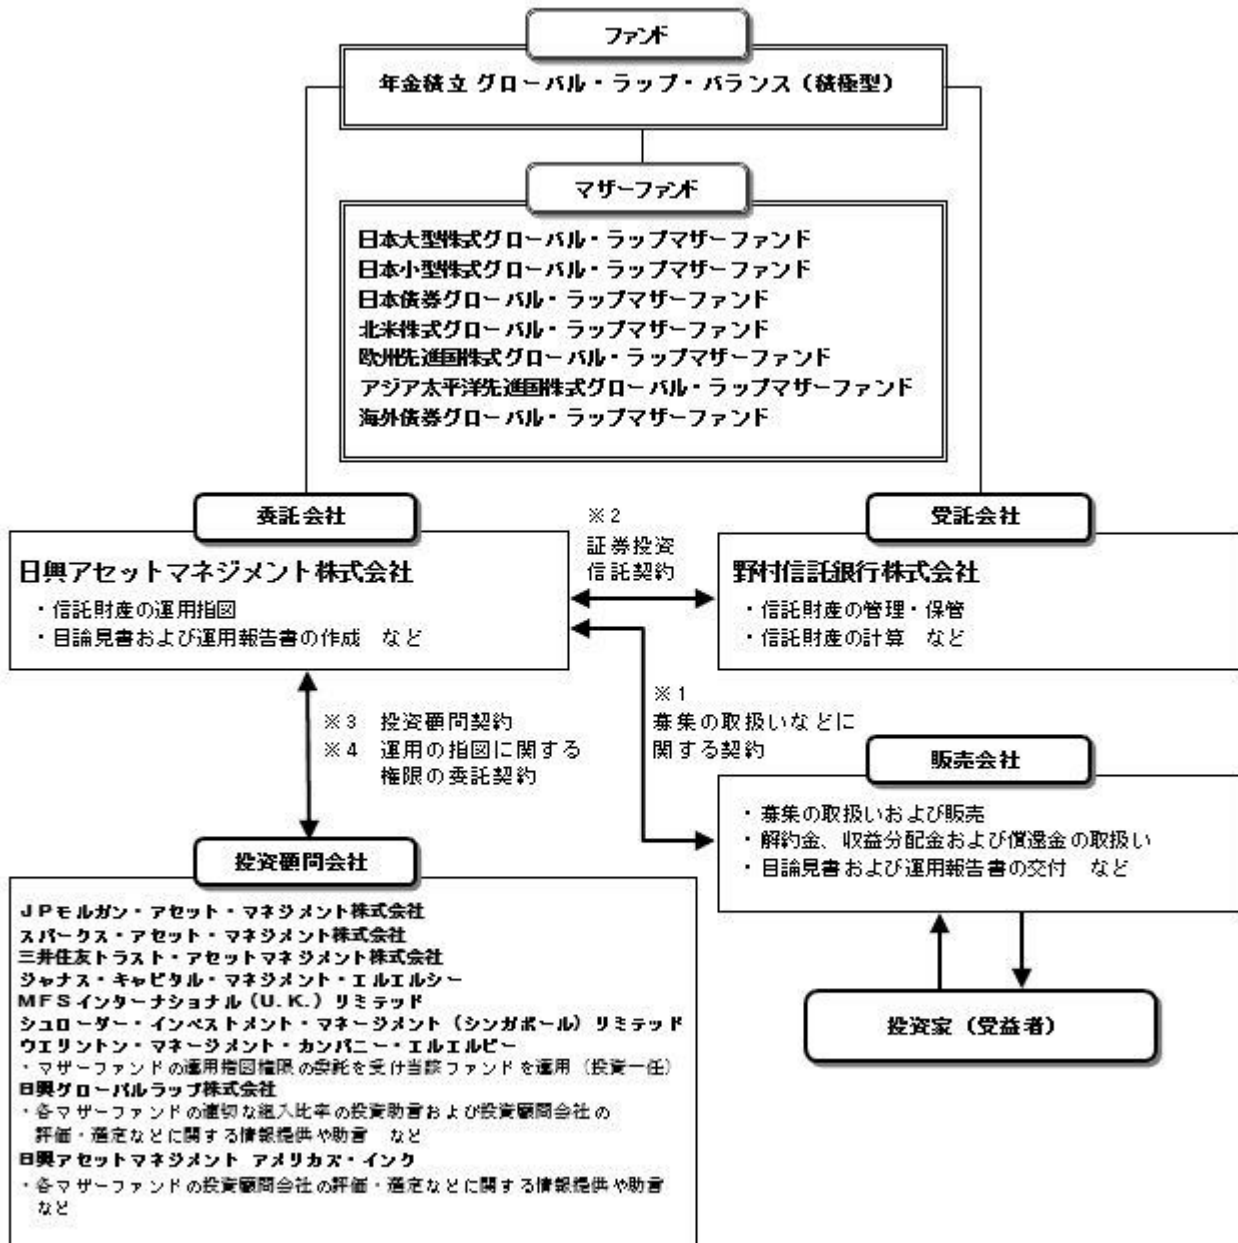 ファンド
年金積立 グローバル・ラップ・バランス（積極型）
マザーファンド
日本大型株式グローバル・ラップマザーファンド
日本小型株式グローバル・ラップマザーファンド
日本債券グローバル・ラップマザーファンド
北米株式グローバル・ラップマザーファンド
欧州先進国株式グローバル・ラップマザーファンド
アジア太平洋先進国株式グローバル・ラップマザーファンド
海外債券グローバル・ラップマザーファンド
委託会社
日興アセットマネジメント株式会社
・信託財産の運用指図
・目論見書および運用報告書の作成　など
※2
証券投資
信託契約
受託会社
野村信託銀行株式会社
・信託財産の管理・保管
・信託財産の計算　など
※3　投資顧問契約
※4　運用の指図に関する
権限の委託契約
※1
募集の取扱いなどに
関する契約
販売会社
・募集の取扱いおよび販売
・解約金、収益分配金および償還金の取扱い
・目論見書および運用報告書の交付　など
投資家（受益者）
投資顧問会社
ＪＰモルガン・アセット・マネジメント株式会社
スパークス・アセット・マネジメント株式会社
三井住友トラスト・アセットマネジメント株式会社
ジャナス・キャピタル・マネジメント・エルエルシー
ＭＦＳインターナショナル（Ｕ.Ｋ.）リミテッド
シュローダー・インベストメント・マネージメント（シンガポール）リミテッド
ウエリントン・マネージメント・カンパニー・エルエルピー
・マザーファンドの運用指図権限の委託を受け当該ファンドを運用（投資一任）
日興グローバルラップ株式会社
・各マザーファンドの適切な組入比率の投資助言および投資顧問会社の
評価・選定などに関する情報提供や助言　など
日興アセットマネジメント アメリカズ・インク
・各マザーファンドの投資顧問会社の評価・選定などに関する情報提供や助言
など